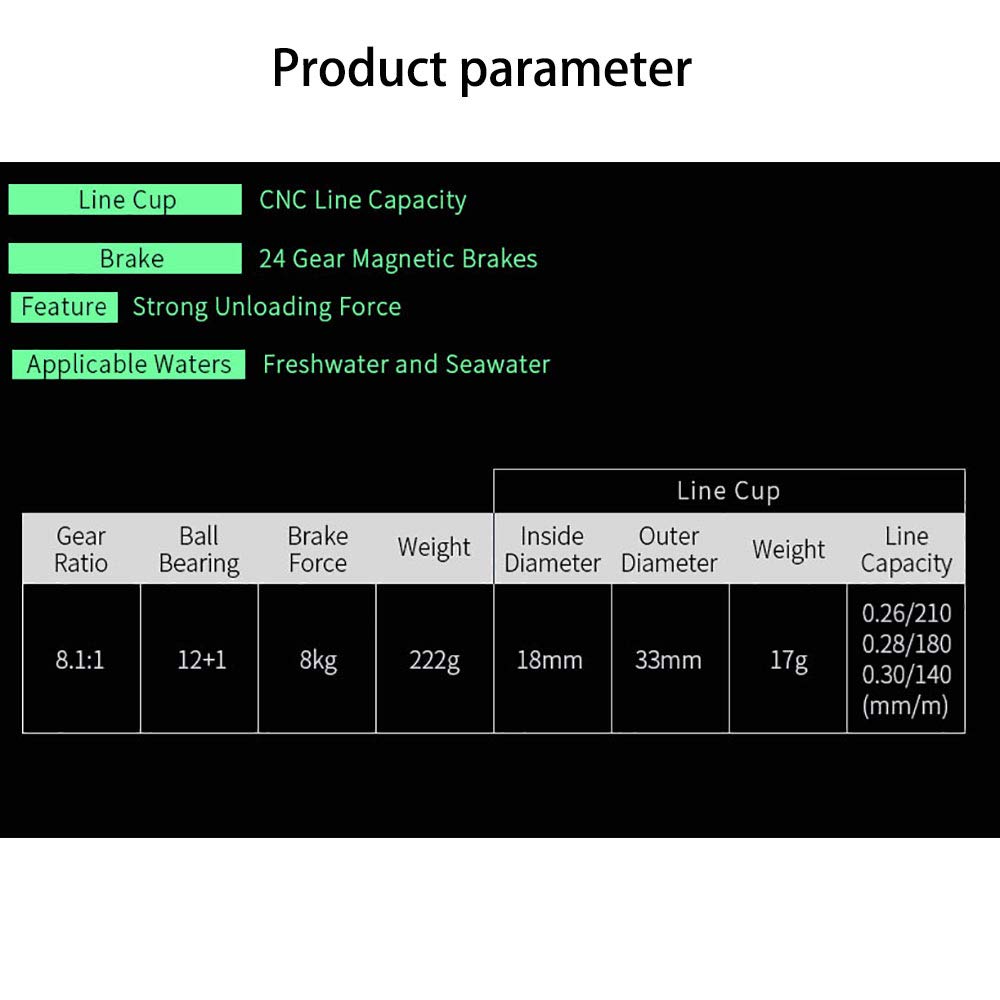 Product parameter
Line Cup CNC Line Capacity
Brake 24 Gear Magnetic Brakes
Feature Strong Unloading Force
Applicable Waters Freshwater and Seawater
Line Cup
Gear Ratio Ball Bearing Brake Force Weight Inside Diameter Outer Diameter Weight Line Capacity
8.1:1 12+1 8kg 222g 18mm 33mm 17g 0.26/210
0.28/180
0.30/140
(mm/m)